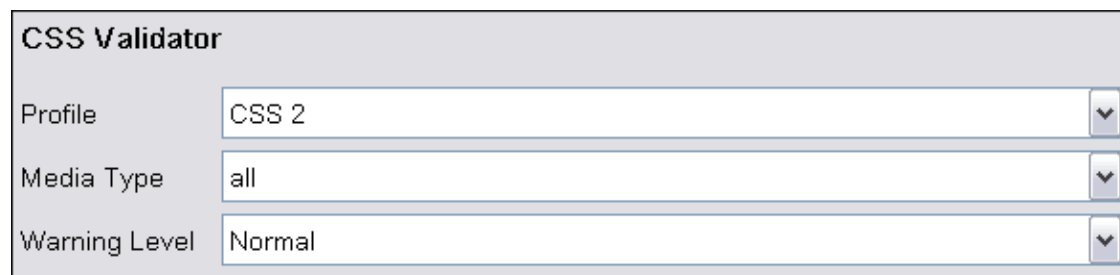 CSS Validator
Profile CSS 2
Media Type all
Warning Level Normal